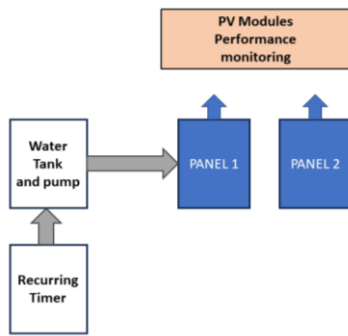 PV Modules
Performance
monitoring
Water
Tank
and pump
PANEL 1
PANEL 2
Recurring
Timer